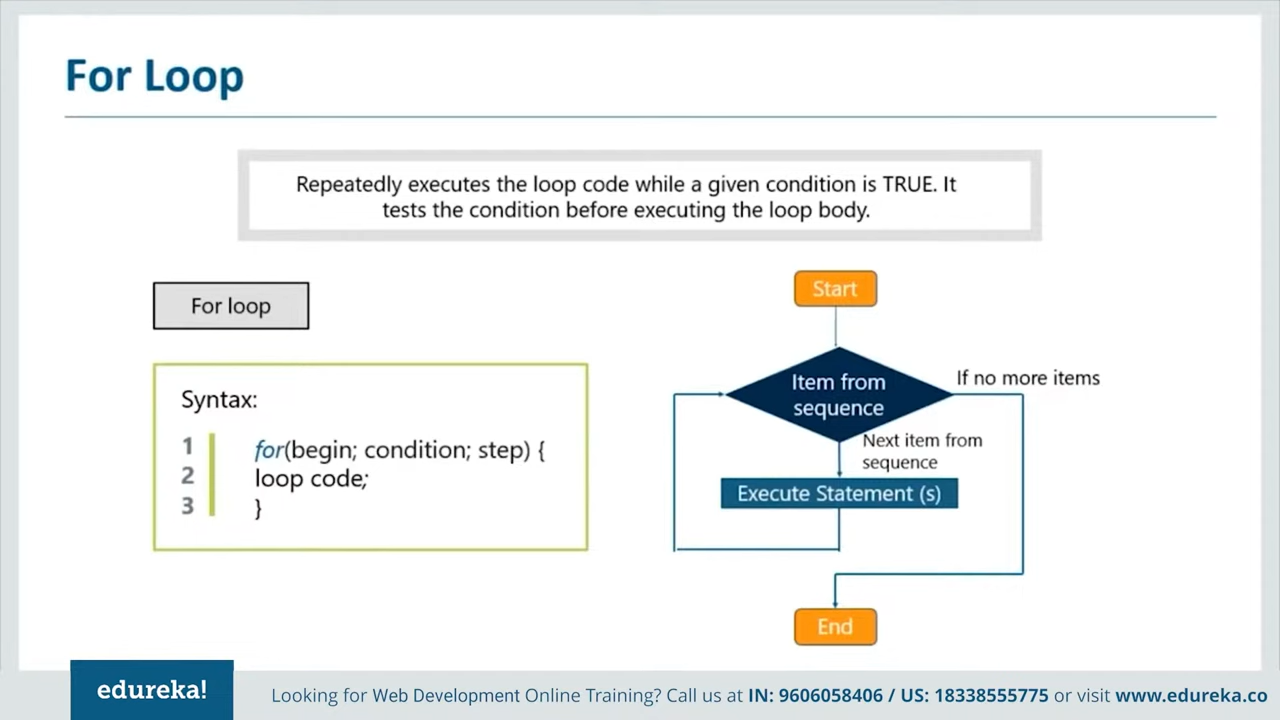 For Loop
Repeatedly executes the loop code while a given condition is TRUE. It
tests the condition before executing the loop body.
For loop
Syntax:
1 for(begin; condition; step) {
2 loop code;
3 }
Start
Item from
sequence
If no more items
Next item from
sequence
Execute Statement (s)
End
edureka!
Looking for Web Development Online Training? Call us at IN: 9606058406 / US: 18338555775 or visit www.edureka.co